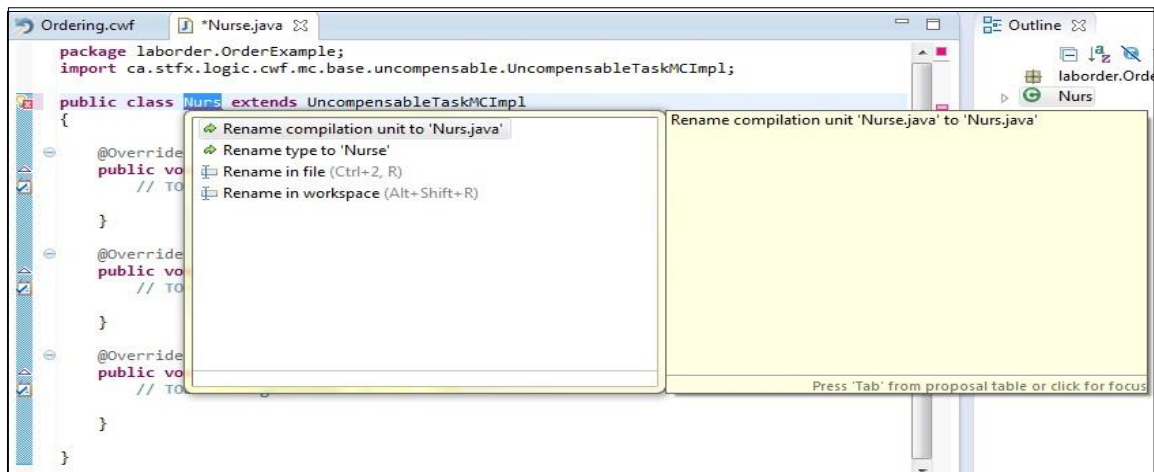 Ordering.cwf
*Nurse.java
Outline
package laborder.OrderExample;
import ca.stfx.logic.cwf.mc.base.uncompensable.UncompensableTaskMCImpl;
public class Nurs extends UncompensableTaskMCImpl
{
@Override
public vo
// TO
}
@Override
public vo
// TO
}
@Override
public vo
// TO
}
}
Rename compilation unit to 'Nurs.java'
Rename type to 'Nurse'
Rename in file (Ctrl+2, R)
Rename in workspace (Alt+Shift+R)
Rename compilation unit 'Nurse.java' to 'Nurs.java'
Press 'Tab' from proposal table or click for focus
laborder.Orde
Nurs